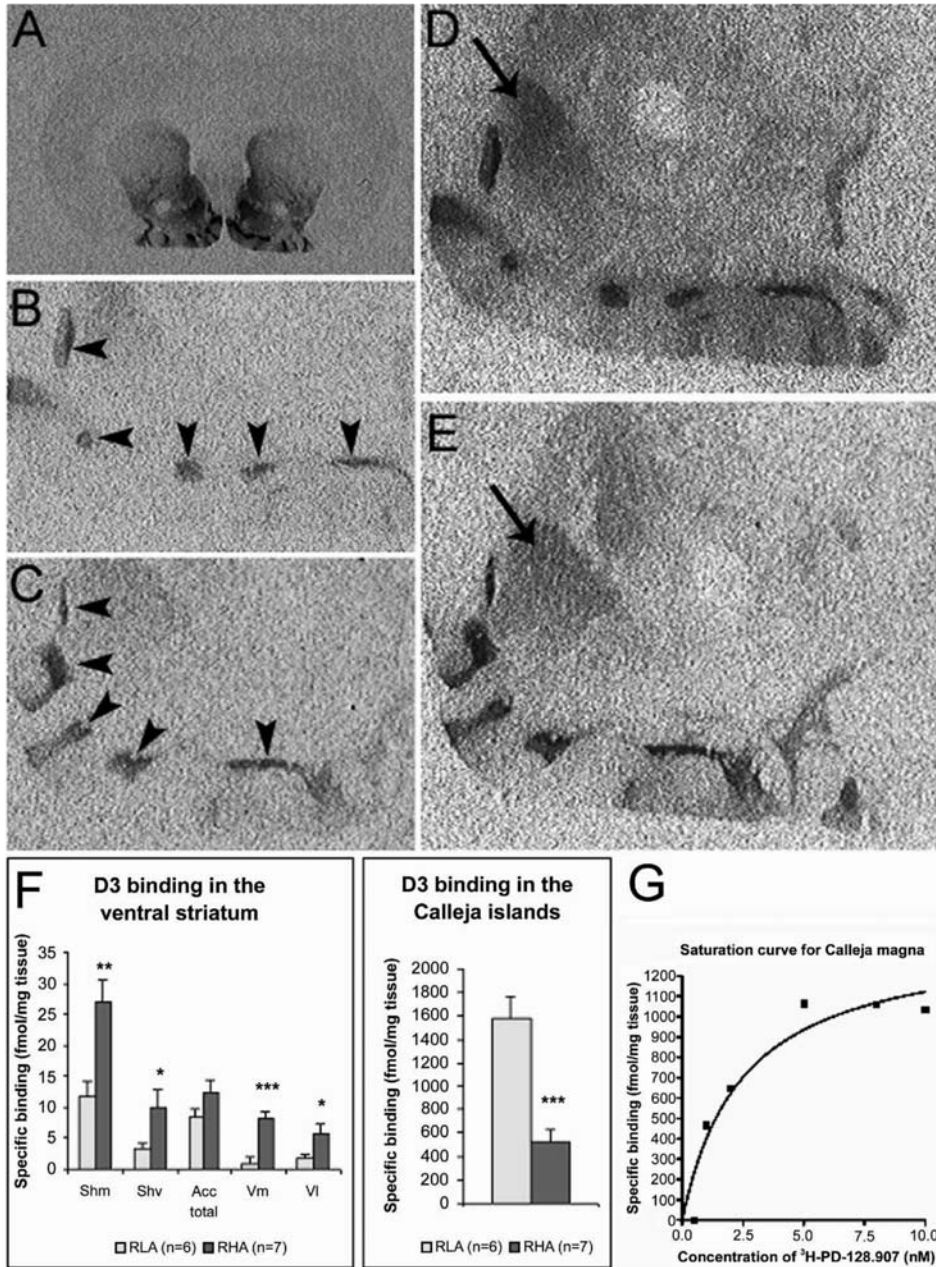 A
D
B
E
C
F
D3 binding in the
ventral striatum
Specific binding (fmol/mg tissue)
35
30
25
20
15
10
5
0
**
*
***
*
Shm Shv Acc Vm Vl
total
RLA (n=6) RHA (n=7)
D3 binding in the
Calleja islands
Specific binding (fmol/mg tissue)
2000
1800
1600
1400
1200
1000
800
600
400
200
0
***
RLA (n=6) RHA (n=7)
G
Saturation curve for Calleja magna
Specific binding (fmol/mg tissue)
1200
1100
1000
900
800
700
600
500
400
300
200
100
0
0.0 2.5 5.0 7.5 10.0
Concentration of ³H-PD-128.907 (nM)